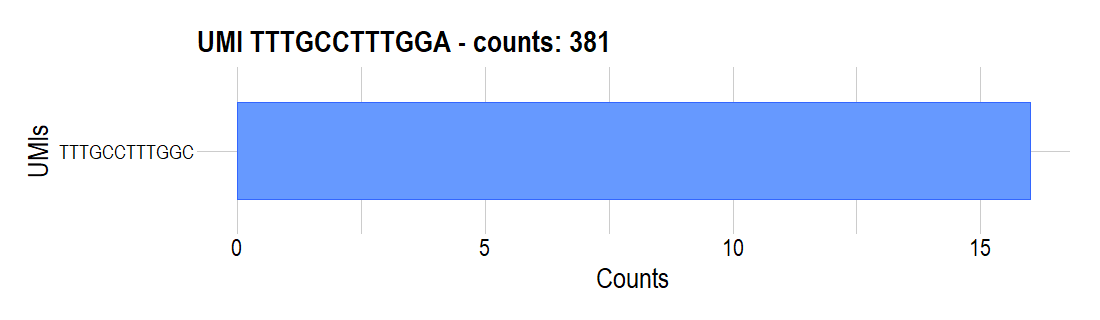 UMI TTTGCCTTTGGA - counts: 381
UMIs
TTTGCCTTTGGC
0 5 10 15
Counts